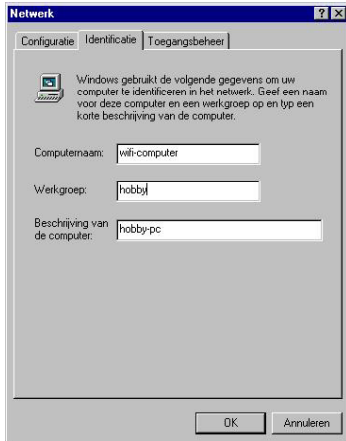 Netwerk
Configuratie Identificatie Toegangsbeheer
Windows gebruikt de volgende gegevens om uw
computer te identificeren in het netwerk. Geef een naam
voor deze computer en een werkgroep op en typ een
korte beschrijving van de computer.
Computernaam: wifi-computer
Werkgroep: hobby
Beschrijving van
de computer: hobby-pc
OK Annuleren